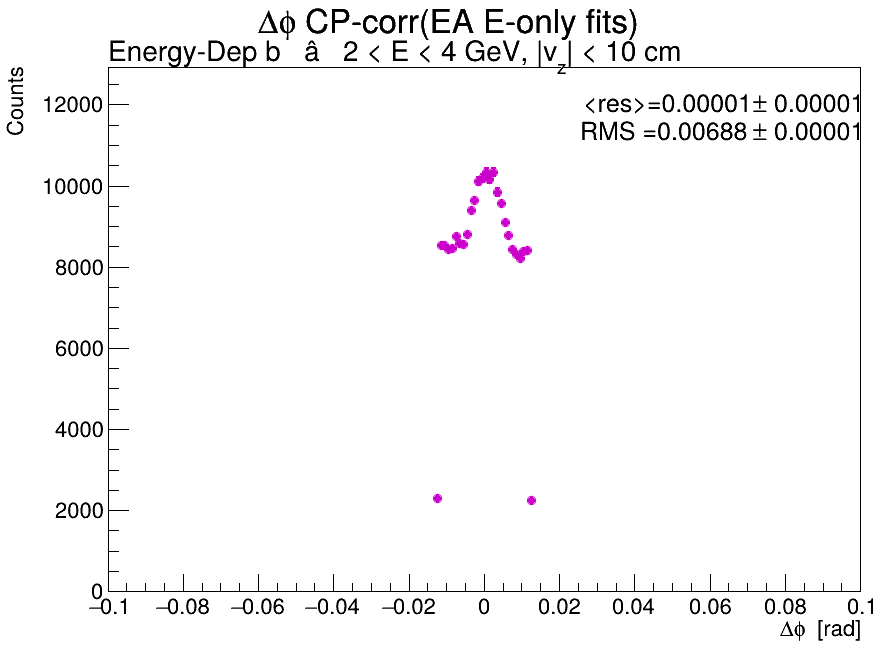 Δϕ CP-corr(EA E-only fits)
Energy-Dep b â 2 < E < 4 GeV, |v_z| < 10 cm
Counts
<res>=0.00001± 0.00001
RMS =0.00688 ± 0.00001
12000
10000
8000
6000
4000
2000
0
−0.1 −0.08 −0.06 −0.04 −0.02 0 0.02 0.04 0.06 0.08 0.1
Δϕ [rad]